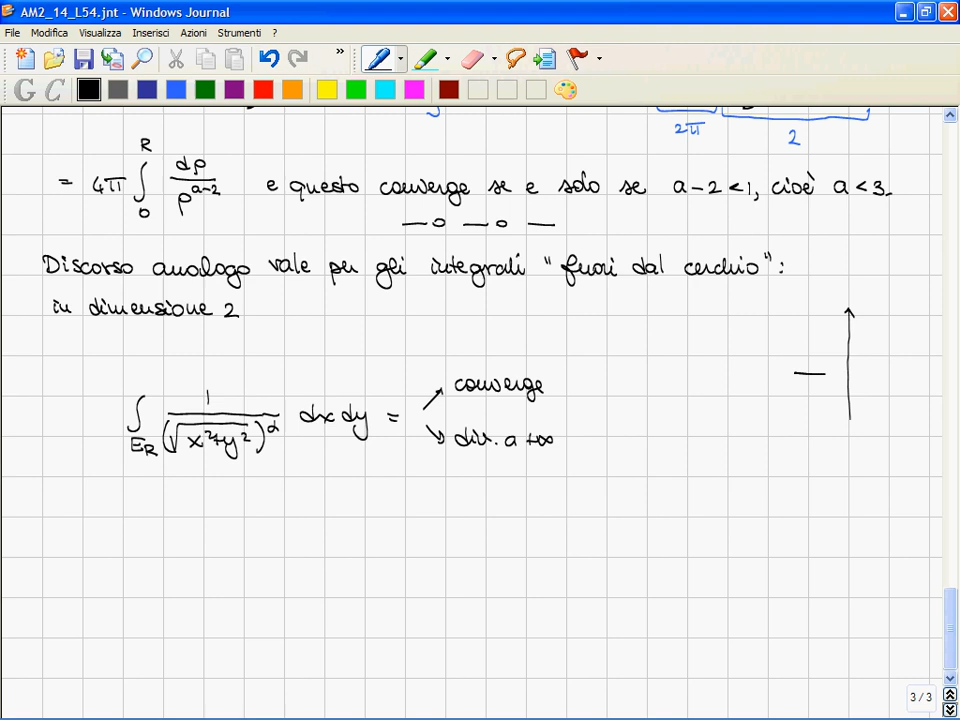 AM2_14_L54.jnt - Windows Journal
File Modifica Visualizza Inserisci Azioni Strumenti ?
2π
2
= 4π ∫₀ᴿ dρ/ρ^(a-2) e questo converge se e solo se a-2<1, cioè a<3.
—o—o—
Discorso analogo vale per gli integrali "fuori dal cerchio":
in dimensione 2
∫_{E_R} 1/(√(x²+y²))^a dx dy = converge
div. a +∞
3 / 3